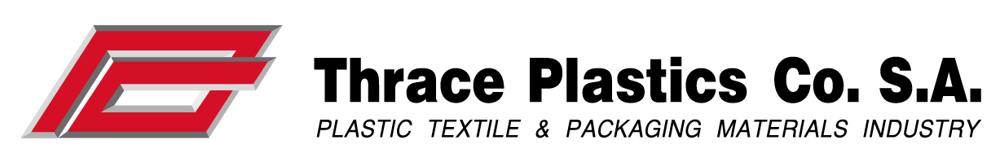 Thrace Plastics Co. S.A.
PLASTIC TEXTILE & PACKAGING MATERIALS INDUSTRY